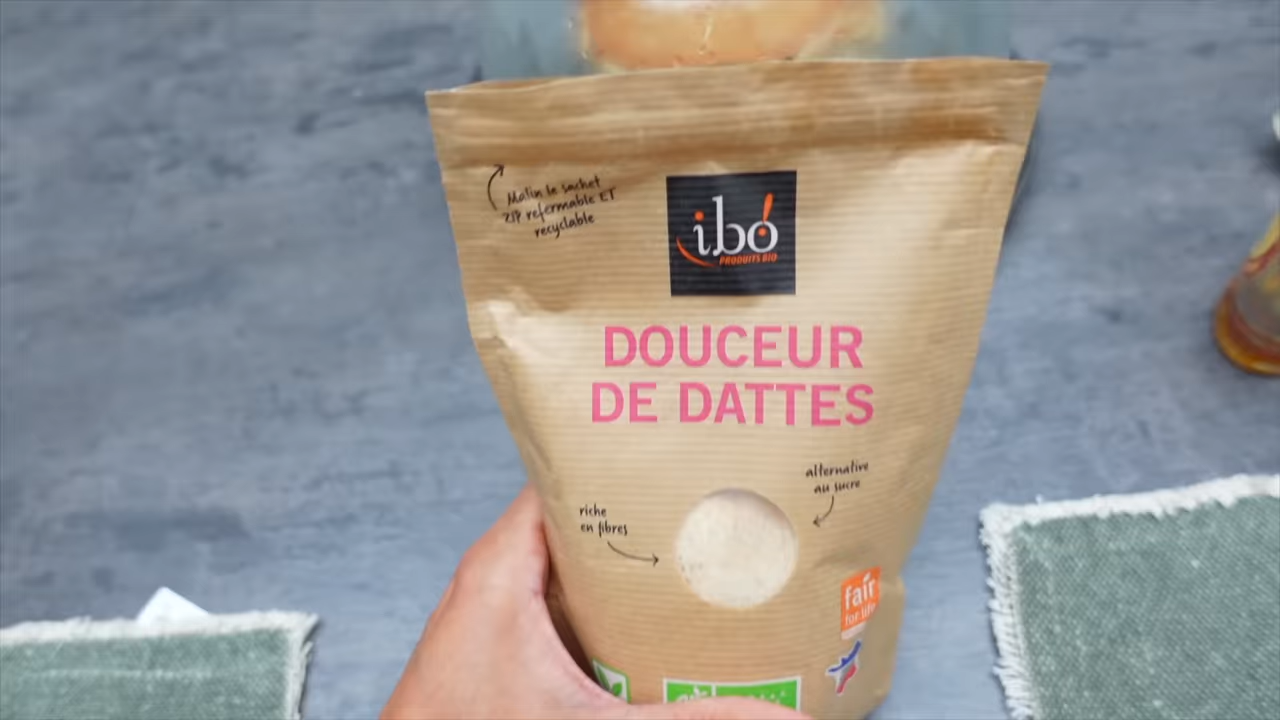 Malin le sachet
ZIP refermable ET
recyclable
ibó
PRODUITS BIO
DOUCEUR
DE DATTES
alternative
au sucre
riche
en fibres
fair
for life